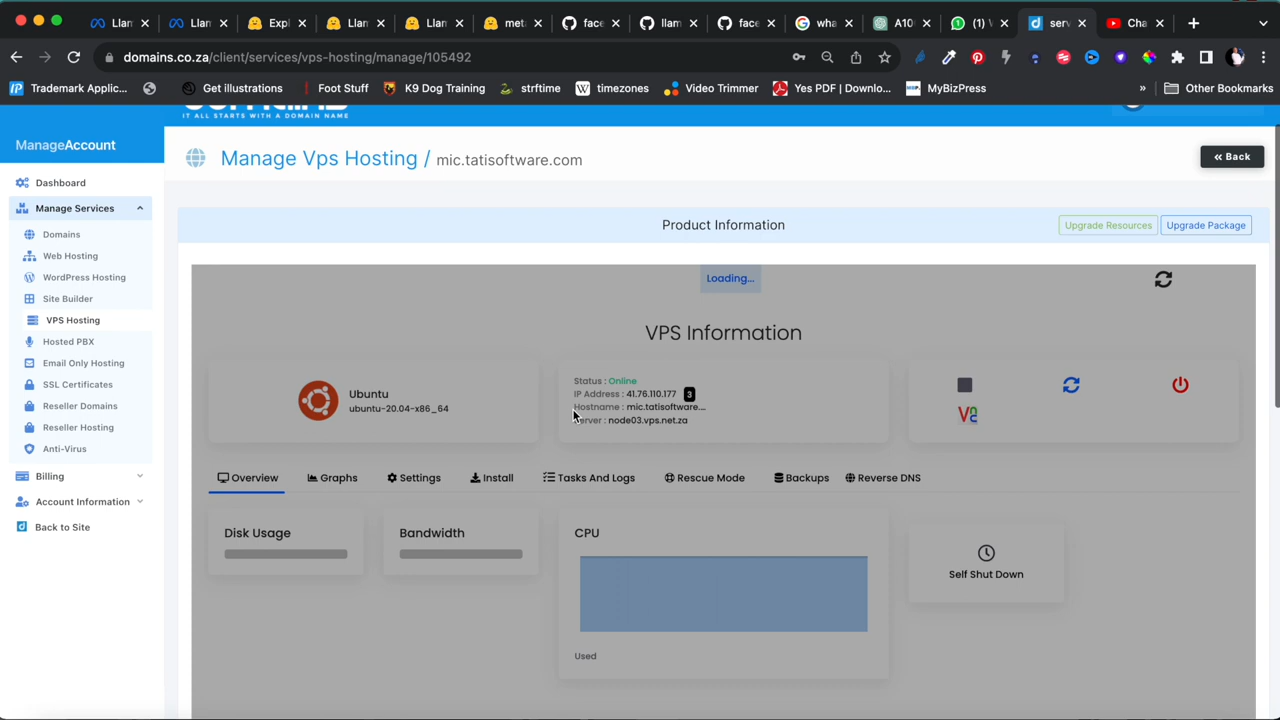 Llan
Llan
Expl
Llan
Llan
meta
face
llam
face
wha
A10
(1)
serv
Cha
domains.co.za/client/services/vps-hosting/manage/105492
Trademark Applic...
Get illustrations
Foot Stuff
K9 Dog Training
strftime
timezones
Video Trimmer
Yes PDF | Downlo...
MyBizPress
»
Other Bookmarks
IT ALL STARTS WITH A DOMAIN NAME
ManageAccount
Manage Vps Hosting / mic.tatisoftware.com
« Back
Dashboard
Manage Services
Domains
Web Hosting
WordPress Hosting
Site Builder
VPS Hosting
Hosted PBX
Email Only Hosting
SSL Certificates
Reseller Domains
Reseller Hosting
Anti-Virus
Billing
Account Information
Back to Site
Product Information
Upgrade Resources
Upgrade Package
Loading...
VPS Information
Ubuntu
ubuntu-20.04-x86_64
Status : Online
IP Address : 41.76.110.177 3
Hostname : mic.tatisoftware...
: node03.vps.net.za
Overview
Graphs
Settings
Install
Tasks And Logs
Rescue Mode
Backups
Reverse DNS
Disk Usage
Bandwidth
CPU
Used
Self Shut Down